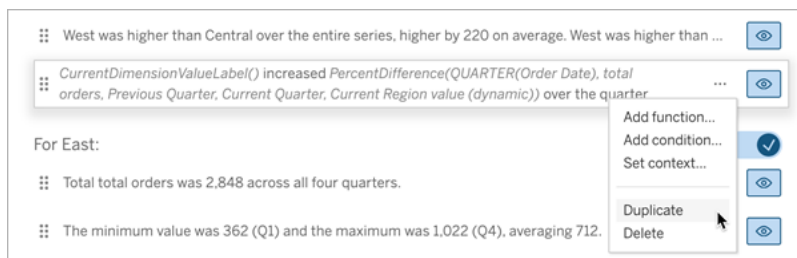 West was higher than Central over the entire series, higher by 220 on average. West was higher than ...
CurrentDimensionValueLabel() increased PercentDifference(QUARTER(Order Date), total
orders, Previous Quarter, Current Quarter, Current Region value (dynamic)) over the quarter
...
Add function...
Add condition...
Set context...
Duplicate
Delete
For East:
Total total orders was 2,848 across all four quarters.
The minimum value was 362 (Q1) and the maximum was 1,022 (Q4), averaging 712.